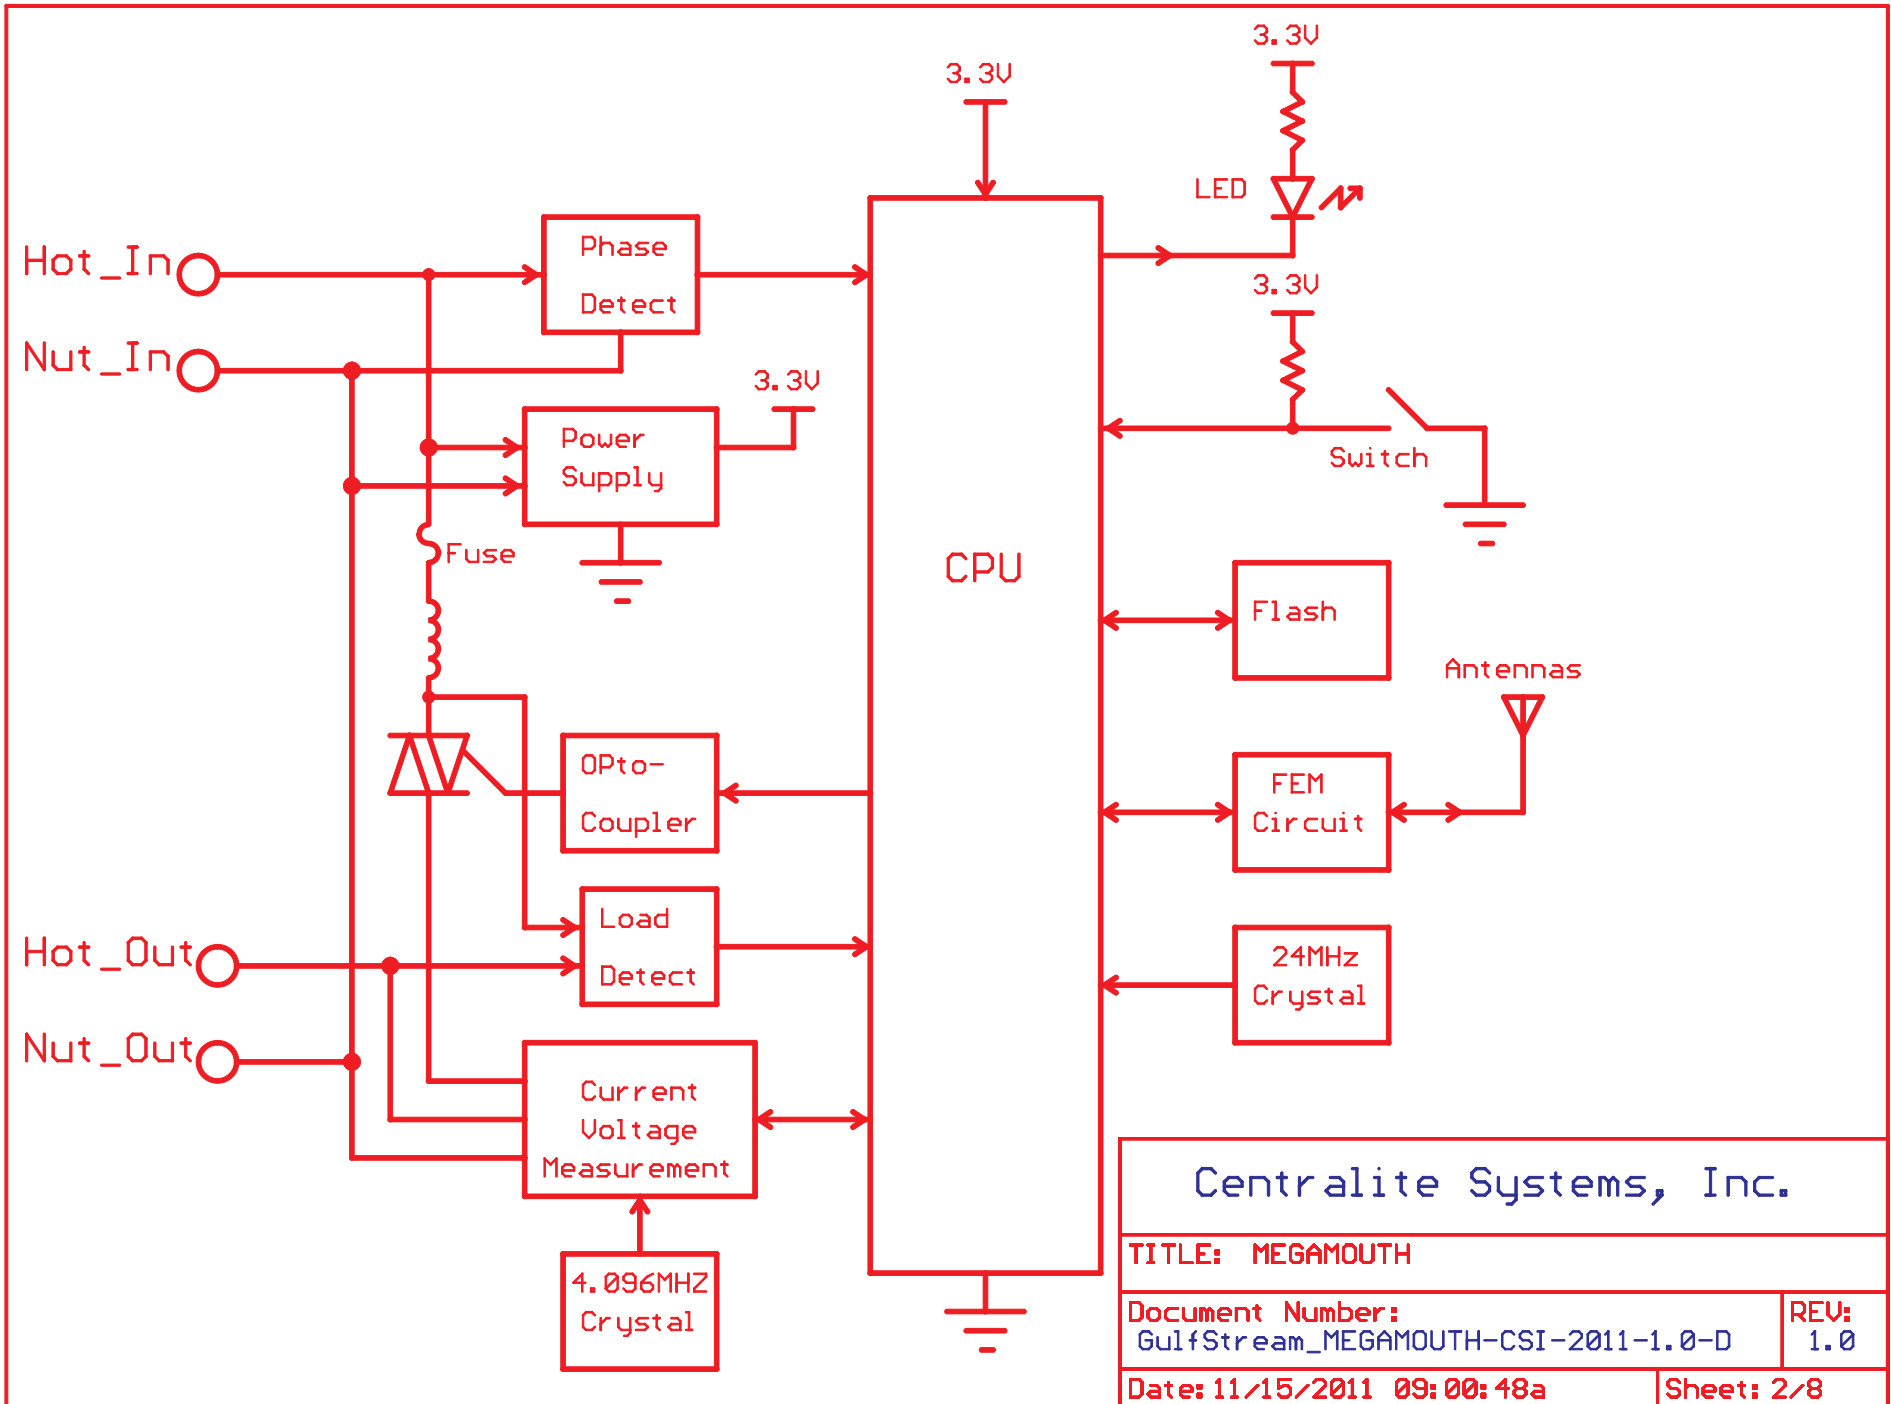 3.3V
3.3V
LED
Hot_In
Phase
Detect
3.3V
Nut_In
3.3V
Power
Supply
Switch
Fuse
CPU
Flash
Antennas
OPto-
Coupler
FEM
Circuit
Hot_Out
Load
Detect
24MHz
Crystal
Nut_Out
Current
Voltage
Measurement
4.096MHZ
Crystal
Centralite Systems, Inc.
TITLE: MEGAMOUTH
Document Number:
GulfStream_MEGAMOUTH-CSI-2011-1.0-D
REV:
1.0
Date: 11/15/2011 09:00:48a
Sheet: 2/8